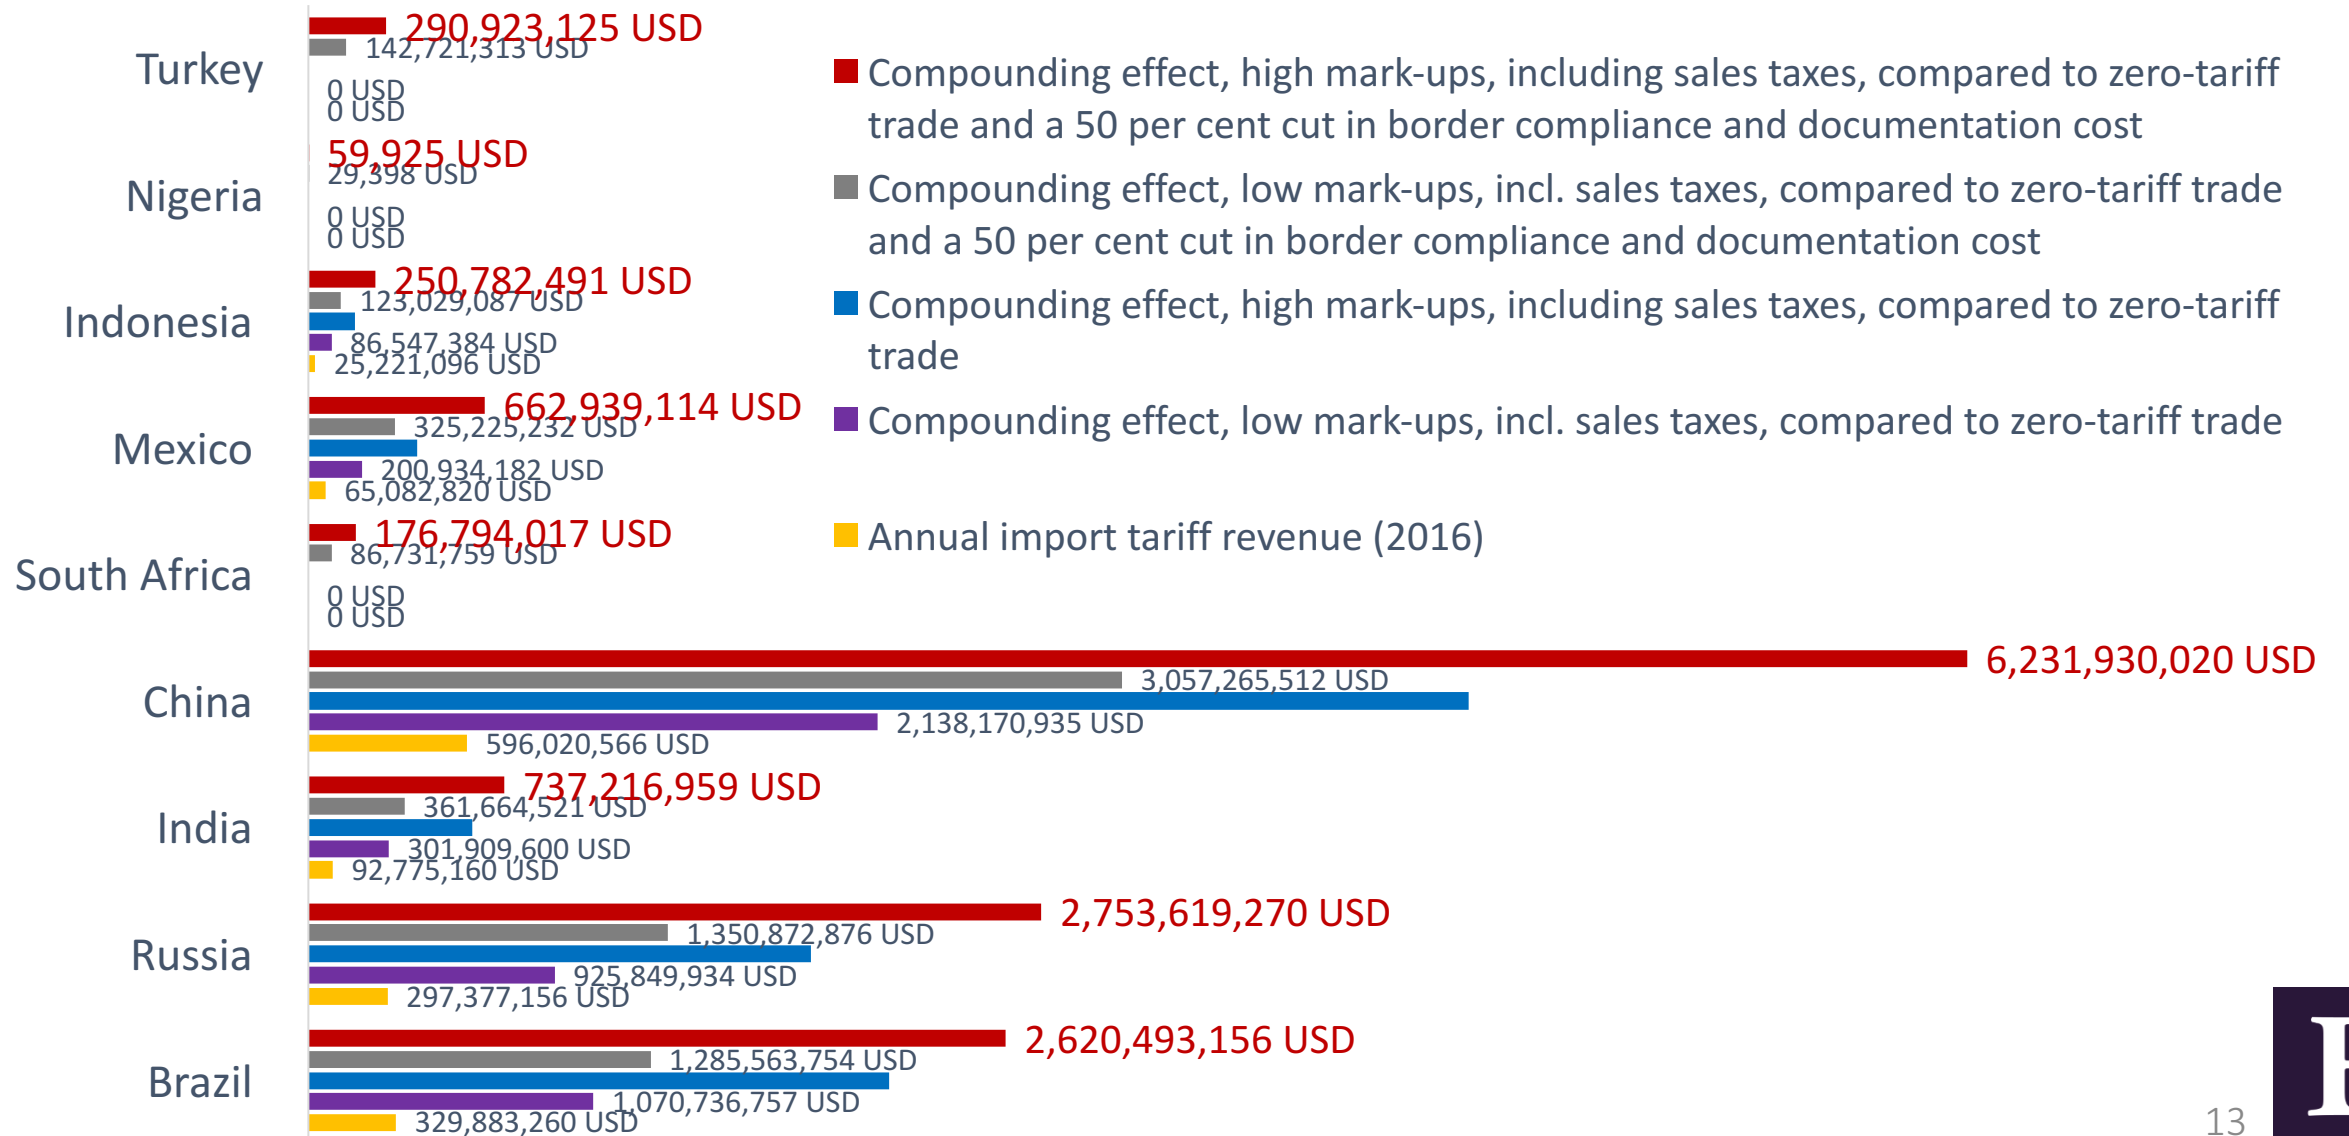 Turkey
290,923,125 USD
142,721,313 USD
0 USD
0 USD
Nigeria
59,925 USD
29,398 USD
0 USD
0 USD
Indonesia
250,782,491 USD
123,029,087 USD
86,547,384 USD
25,221,096 USD
Mexico
662,939,114 USD
325,225,232 USD
200,934,182 USD
65,082,820 USD
South Africa
176,794,017 USD
86,731,759 USD
0 USD
0 USD
China
6,231,930,020 USD
3,057,265,512 USD
2,138,170,935 USD
596,020,566 USD
India
737,216,959 USD
361,664,521 USD
301,909,600 USD
92,775,160 USD
Russia
2,753,619,270 USD
1,350,872,876 USD
925,849,934 USD
297,377,156 USD
Brazil
2,620,493,156 USD
1,285,563,754 USD
1,070,736,757 USD
329,883,260 USD
Compounding effect, high mark-ups, including sales taxes, compared to zero-tariff
trade and a 50 per cent cut in border compliance and documentation cost
Compounding effect, low mark-ups, incl. sales taxes, compared to zero-tariff trade
and a 50 per cent cut in border compliance and documentation cost
Compounding effect, high mark-ups, including sales taxes, compared to zero-tariff
trade
Compounding effect, low mark-ups, incl. sales taxes, compared to zero-tariff trade
Annual import tariff revenue (2016)
13